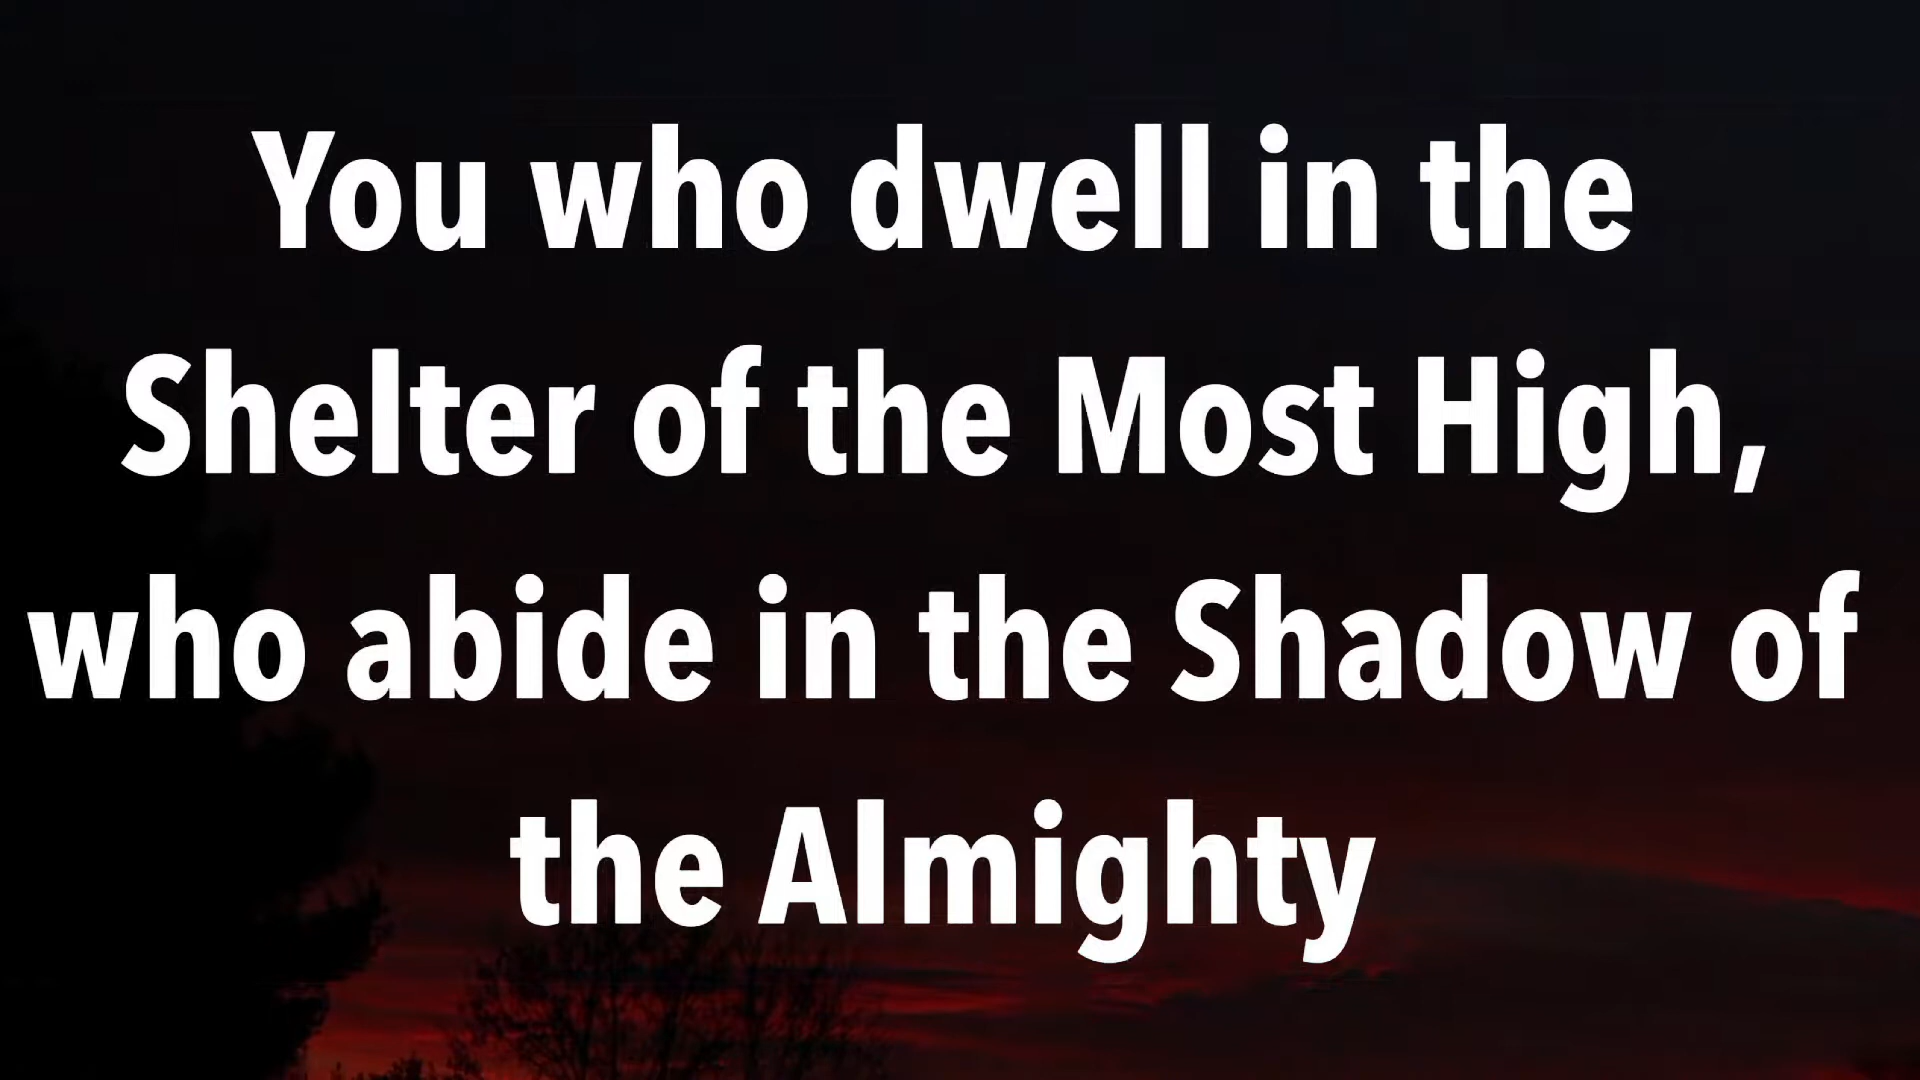 You who dwell in the
Shelter of the Most High,
who abide in the Shadow of
the Almighty